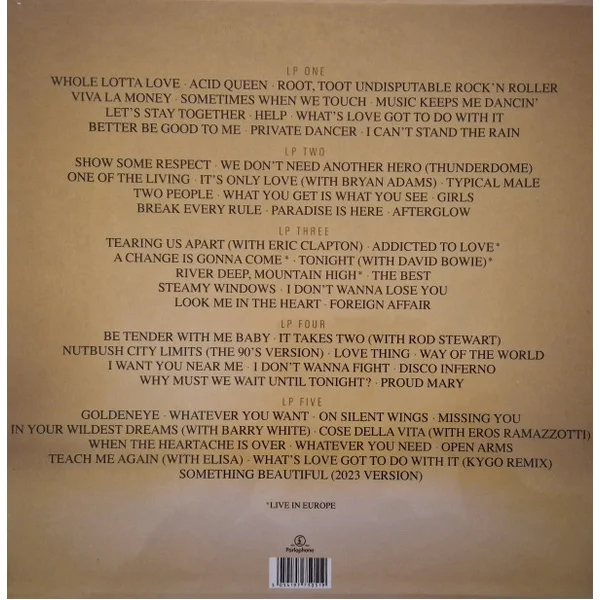 LP ONE
WHOLE LOTTA LOVE · ACID QUEEN · ROOT, TOOT UNDISPUTABLE ROCK'N ROLLER
VIVA LA MONEY · SOMETIMES WHEN WE TOUCH · MUSIC KEEPS ME DANCIN'
LET'S STAY TOGETHER · HELP · WHAT'S LOVE GOT TO DO WITH IT
BETTER BE GOOD TO ME · PRIVATE DANCER · I CAN'T STAND THE RAIN
LP TWO
SHOW SOME RESPECT · WE DON'T NEED ANOTHER HERO (THUNDERDOME)
ONE OF THE LIVING · IT'S ONLY LOVE (WITH BRYAN ADAMS) · TYPICAL MALE
TWO PEOPLE · WHAT YOU GET IS WHAT YOU SEE · GIRLS
BREAK EVERY RULE · PARADISE IS HERE · AFTERGLOW
LP THREE
TEARING US APART (WITH ERIC CLAPTON) · ADDICTED TO LOVE*
A CHANGE IS GONNA COME* · TONIGHT (WITH DAVID BOWIE)*
RIVER DEEP, MOUNTAIN HIGH* · THE BEST
STEAMY WINDOWS · I DON'T WANNA LOSE YOU
LOOK ME IN THE HEART · FOREIGN AFFAIR
LP FOUR
BE TENDER WITH ME BABY · IT TAKES TWO (WITH ROD STEWART)
NUTBUSH CITY LIMITS (THE 90'S VERSION) · LOVE THING · WAY OF THE WORLD
I WANT YOU NEAR ME · I DON'T WANNA FIGHT · DISCO INFERNO
WHY MUST WE WAIT UNTIL TONIGHT? · PROUD MARY
LP FIVE
GOLDENEYE · WHATEVER YOU WANT · ON SILENT WINGS · MISSING YOU
IN YOUR WILDEST DREAMS (WITH BARRY WHITE) · COSE DELLA VITA (WITH EROS RAMAZZOTTI)
WHEN THE HEARTACHE IS OVER · WHATEVER YOU NEED · OPEN ARMS
TEACH ME AGAIN (WITH ELISA) · WHAT'S LOVE GOT TO DO WITH IT (KYGO REMIX)
SOMETHING BEAUTIFUL (2023 VERSION)
*LIVE IN EUROPE
Parlophone